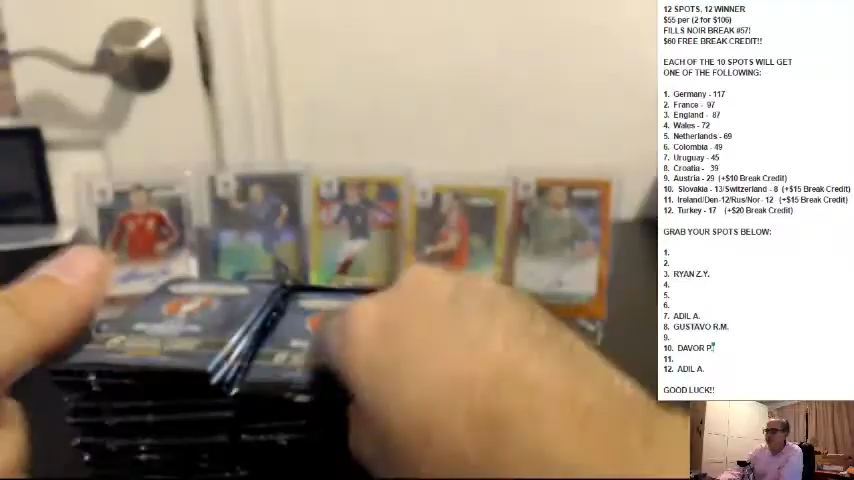 12 SPOTS, 12 WINNER
$55 per (2 for $106)
FILLS NOIR BREAK #57!
$60 FREE BREAK CREDIT!!
EACH OF THE 10 SPOTS WILL GET
ONE OF THE FOLLOWING:
1. Germany - 117
2. France - 97
3. England - 87
4. Wales - 72
5. Netherlands - 69
6. Colombia - 49
7. Uruguay - 45
8. Croatia - 39
9. Austria - 29 (+$10 Break Credit)
10. Slovakia - 13/Switzerland - 8 (+$15 Break Credit)
11. Ireland/Den-12/Rus/Nor- 12 (+$15 Break Credit)
12. Turkey - 17 (+$20 Break Credit)
GRAB YOUR SPOTS BELOW:
1.
2.
3. RYAN Z.Y.
4.
5.
6.
7. ADIL A.
8. GUSTAVO R.M.
9.
10. DAVOR P.
11.
12. ADIL A.
GOOD LUCK!!